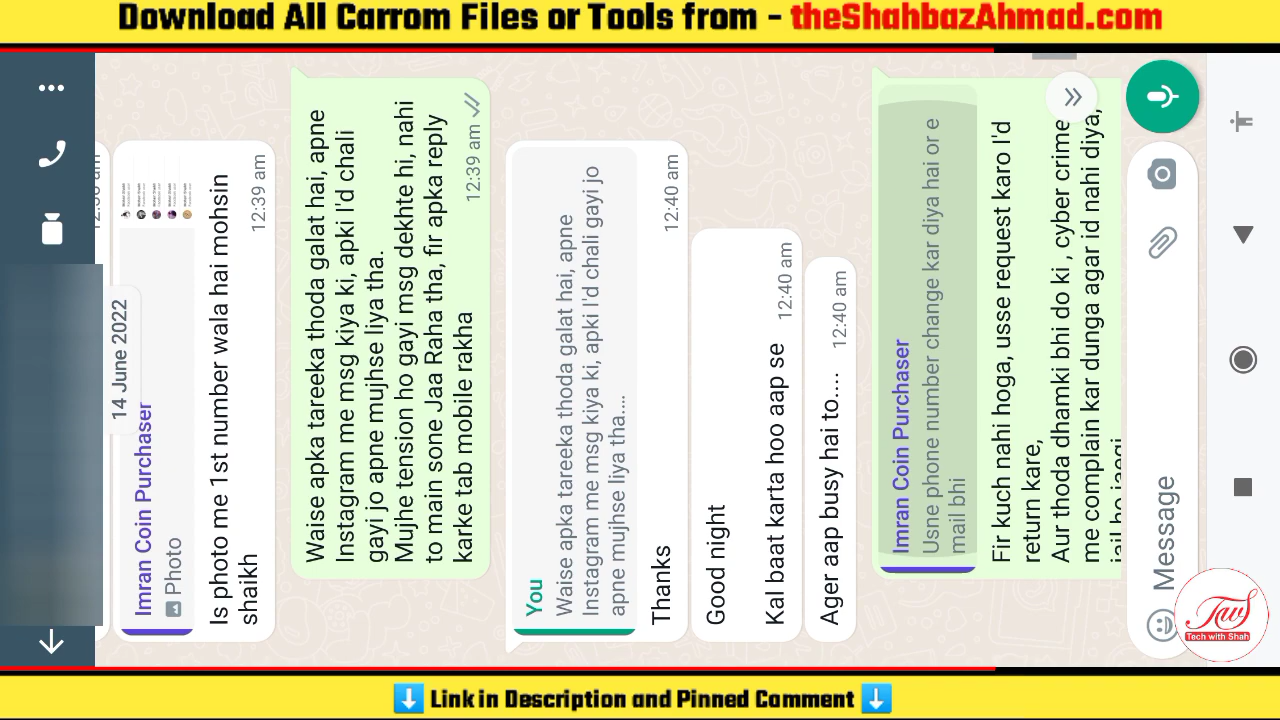 Download All Carrom Files or Tools from - theShahbazAhmad.com
14 June 2022
Imran Coin Purchaser
Photo
Is photo me 1st number wala hai mohsin
shaikh
12:39 am
Waise apka tareeka thoda galat hai, apne
Instagram me msg kiya ki, apki I'd chali
gayi jo apne mujhse liya tha.
Mujhe tension ho gayi msg dekhte hi, nahi
to main sone Jaa Raha tha, fir apka reply
karke tab mobile rakha
12:39 am
You
Waise apka tareeka thoda galat hai, apne
Instagram me msg kiya ki, apki I'd chali gayi jo
apne mujhse liya tha....
Thanks
12:40 am
Good night
Kal baat karta hoo aap se
12:40 am
Ager aap busy hai to....
12:40 am
Imran Coin Purchaser
Usne phone number change kar diya hai or e
mail bhi
Fir kuch nahi hoga, usse request karo I'd
return kare,
Aur thoda dhamki bhi do ki , cyber crime
me complain kar dunga agar id nahi diya,
jail ho jaegi
Message
Taws
Tech with Shah
Link in Description and Pinned Comment